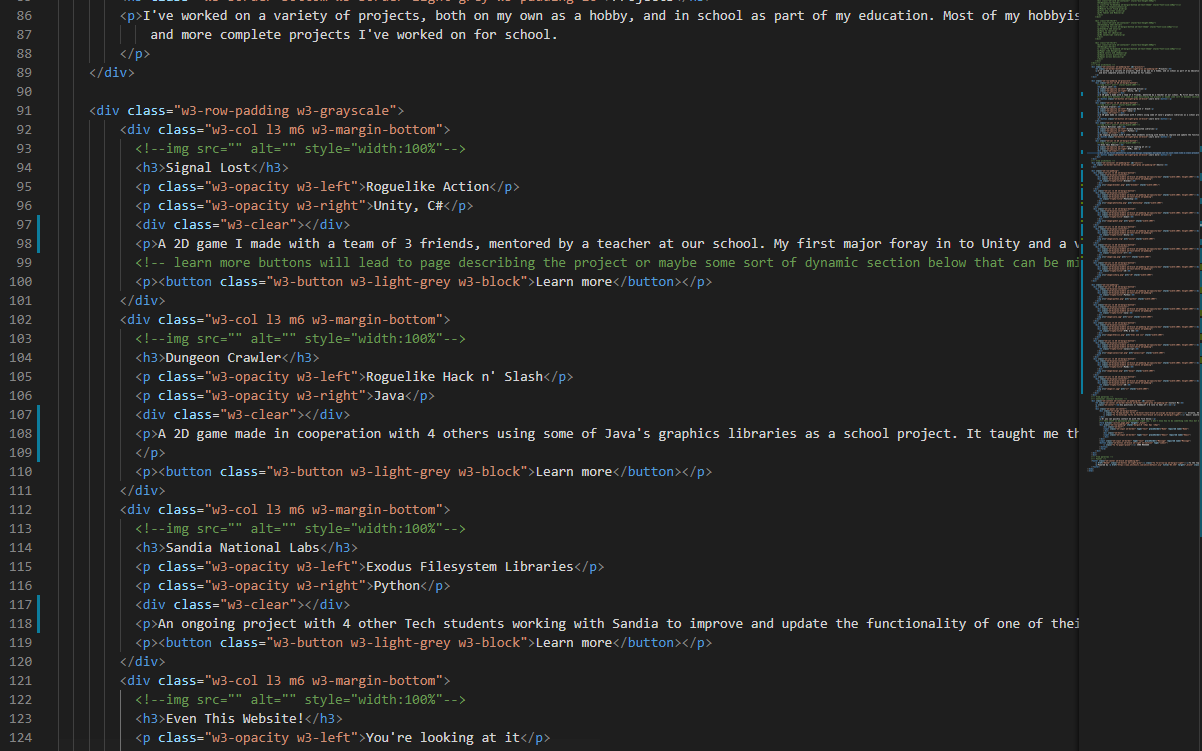 86 <p>I've worked on a variety of projects, both on my own as a hobby, and in school as part of my education. Most of my hobbyis
87 and more complete projects I've worked on for school.
88 </p>
89 </div>
90
91 <div class="w3-row-padding w3-grayscale">
92 <div class="w3-col l3 m6 w3-margin-bottom">
93 <!--img src="" alt="" style="width:100%"-->
94 <h3>Signal Lost</h3>
95 <p class="w3-opacity w3-left">Roguelike Action</p>
96 <p class="w3-opacity w3-right">Unity, C#</p>
97 <div class="w3-clear"></div>
98 <p>A 2D game I made with a team of 3 friends, mentored by a teacher at our school. My first major foray in to Unity and a v
99 <!-- learn more buttons will lead to page describing the project or maybe some sort of dynamic section below that can be mi
100 <p><button class="w3-button w3-light-grey w3-block">Learn more</button></p>
101 </div>
102 <div class="w3-col l3 m6 w3-margin-bottom">
103 <!--img src="" alt="" style="width:100%"-->
104 <h3>Dungeon Crawler</h3>
105 <p class="w3-opacity w3-left">Roguelike Hack n' Slash</p>
106 <p class="w3-opacity w3-right">Java</p>
107 <div class="w3-clear"></div>
108 <p>A 2D game made in cooperation with 4 others using some of Java's graphics libraries as a school project. It taught me th
109 </p>
110 <p><button class="w3-button w3-light-grey w3-block">Learn more</button></p>
111 </div>
112 <div class="w3-col l3 m6 w3-margin-bottom">
113 <!--img src="" alt="" style="width:100%"-->
114 <h3>Sandia National Labs</h3>
115 <p class="w3-opacity w3-left">Exodus Filesystem Libraries</p>
116 <p class="w3-opacity w3-right">Python</p>
117 <div class="w3-clear"></div>
118 <p>An ongoing project with 4 other Tech students working with Sandia to improve and update the functionality of one of thei
119 <p><button class="w3-button w3-light-grey w3-block">Learn more</button></p>
120 </div>
121 <div class="w3-col l3 m6 w3-margin-bottom">
122 <!--img src="" alt="" style="width:100%"-->
123 <h3>Even This Website!</h3>
124 <p class="w3-opacity w3-left">You're looking at it</p>